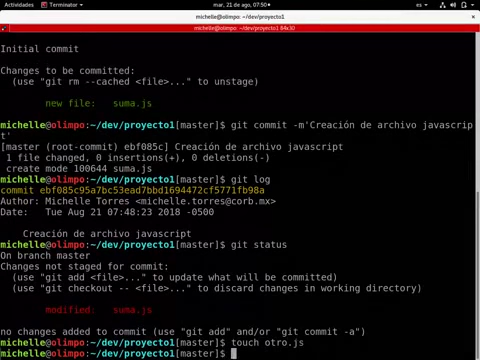 Actividades Terminator mar, 21 de ago, 07:50 es
michelle@olimpo:~/dev/proyecto1
michelle@olimpo:~/dev/proyecto1 84x30
Initial commit
Changes to be committed:
(use "git rm --cached <file>..." to unstage)
new file: suma.js
michelle@olimpo:~/dev/proyecto1[master]$ git commit -m'Creación de archivo javascrip
t'
[master (root-commit) ebf085c] Creación de archivo javascript
1 file changed, 0 insertions(+), 0 deletions(-)
create mode 100644 suma.js
michelle@olimpo:~/dev/proyecto1[master]$ git log
commit ebf085c95a7bc53ead7bbd1694472cf5771fb98a
Author: Michelle Torres <michelle.torres@corb.mx>
Date: Tue Aug 21 07:48:23 2018 -0500
Creación de archivo javascript
michelle@olimpo:~/dev/proyecto1[master]$ git status
On branch master
Changes not staged for commit:
(use "git add <file>..." to update what will be committed)
(use "git checkout -- <file>..." to discard changes in working directory)
modified: suma.js
no changes added to commit (use "git add" and/or "git commit -a")
michelle@olimpo:~/dev/proyecto1[master]$ touch otro.js
michelle@olimpo:~/dev/proyecto1[master]$